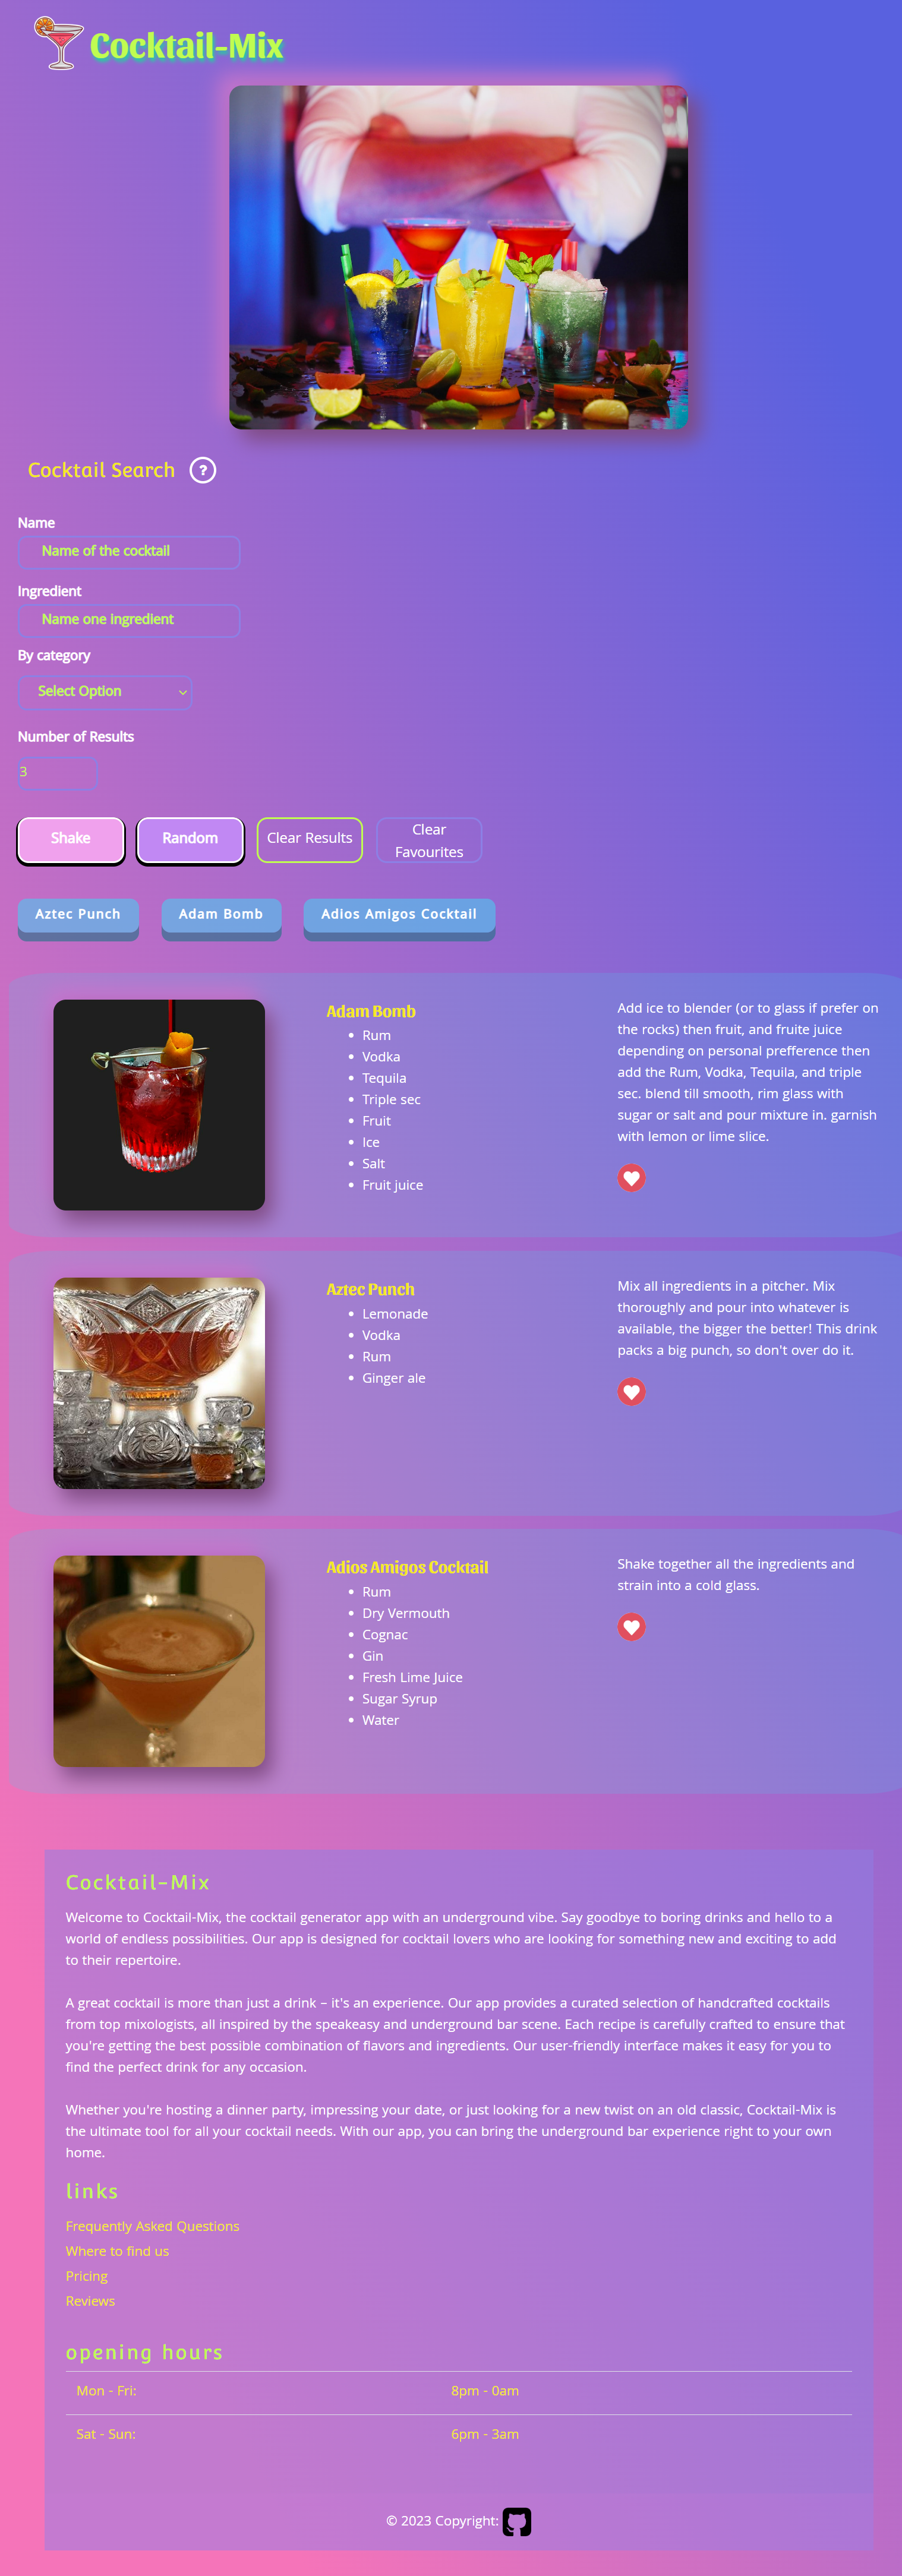 Cocktail-Mix
Cocktail Search ?
Name
Name of the cocktail
Ingredient
Name one ingredient
By category
Select Option
Number of Results
3
Shake
Random
Clear Results
Clear
Favourites
Aztec Punch
Adam Bomb
Adios Amigos Cocktail
Adam Bomb
Rum
Vodka
Tequila
Triple sec
Fruit
Ice
Salt
Fruit juice
Add ice to blender (or to glass if prefer on
the rocks) then fruit, and fruite juice
depending on personal prefference then
add the Rum, Vodka, Tequila, and triple
sec. blend till smooth, rim glass with
sugar or salt and pour mixture in. garnish
with lemon or lime slice.
Aztec Punch
Lemonade
Vodka
Rum
Ginger ale
Mix all ingredients in a pitcher. Mix
thoroughly and pour into whatever is
available, the bigger the better! This drink
packs a big punch, so don't over do it.
Adios Amigos Cocktail
Rum
Dry Vermouth
Cognac
Gin
Fresh Lime Juice
Sugar Syrup
Water
Shake together all the ingredients and
strain into a cold glass.
Cocktail-Mix
Welcome to Cocktail-Mix, the cocktail generator app with an underground vibe. Say goodbye to boring drinks and hello to a
world of endless possibilities. Our app is designed for cocktail lovers who are looking for something new and exciting to add
to their repertoire.
A great cocktail is more than just a drink – it's an experience. Our app provides a curated selection of handcrafted cocktails
from top mixologists, all inspired by the speakeasy and underground bar scene. Each recipe is carefully crafted to ensure that
you're getting the best possible combination of flavors and ingredients. Our user-friendly interface makes it easy for you to
find the perfect drink for any occasion.
Whether you're hosting a dinner party, impressing your date, or just looking for a new twist on an old classic, Cocktail-Mix is
the ultimate tool for all your cocktail needs. With our app, you can bring the underground bar experience right to your own
home.
links
Frequently Asked Questions
Where to find us
Pricing
Reviews
opening hours
Mon - Fri: 8pm - 0am
Sat - Sun: 6pm - 3am
© 2023 Copyright: